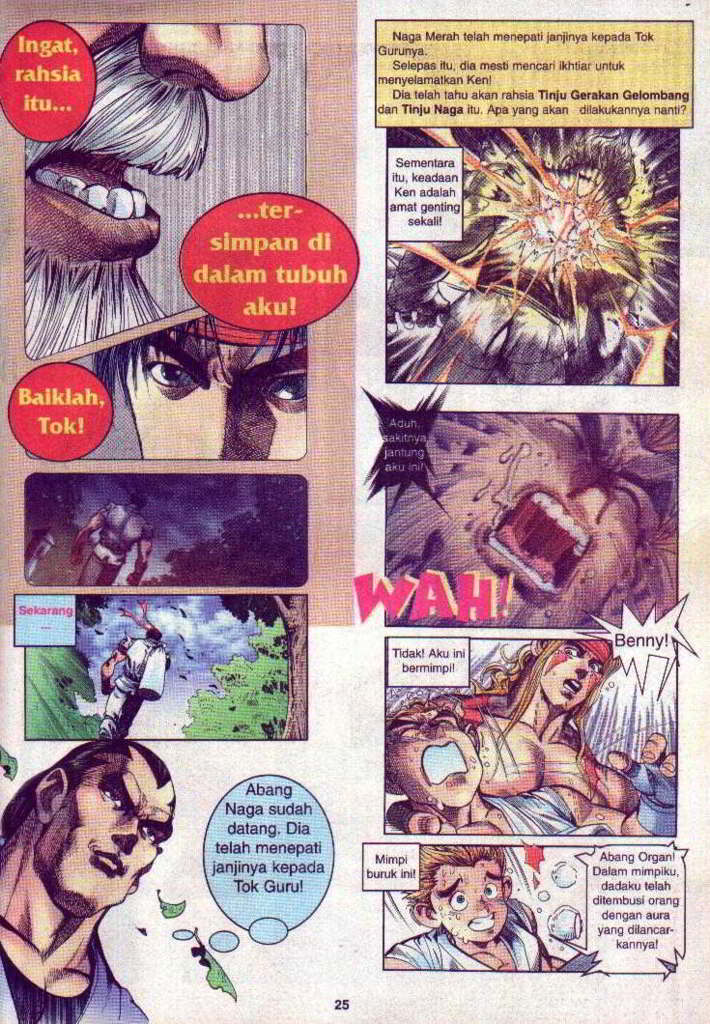 Ingat,
rahsia
itu...
...ter-
simpan di
dalam tubuh
aku!
Baiklah,
Tok!
Sekarang
...
Abang
Naga sudah
datang. Dia
telah menepati
janjinya kepada
Tok Guru!
Naga Merah telah menepati janjinya kepada Tok
Gurunya.
Selepas itu, dia mesti mencari ikhtiar untuk
menyelamatkan Ken!
Dia telah tahu akan rahsia Tinju Gerakan Gelombang
dan Tinju Naga itu. Apa yang akan dilakukannya nanti?
Sementara
itu, keadaan
Ken adalah
amat genting
sekali!
Aduh,
sakitnya
jantung
aku ini!
WAH!
Benny!
Tidak! Aku ini
bermimpi!
Mimpi
buruk ini!
Abang Organ!
Dalam mimpiku,
dadaku telah
ditembusi orang
dengan aura
yang dilancar-
kannya!
25